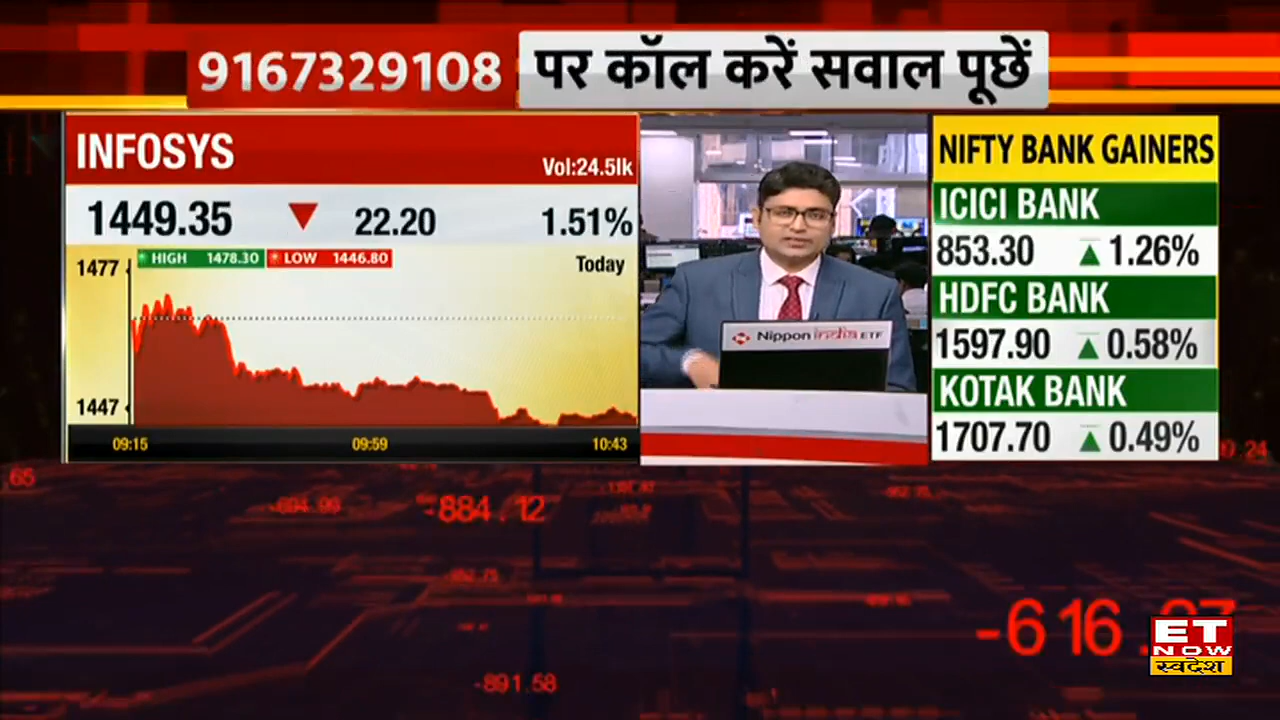 9167329108 पर कॉल करें सवाल पूछें
INFOSYS
Vol:24.5lk
1449.35 ▼ 22.20 1.51%
HIGH 1478.30 LOW 1446.80
Today
1477
1447
09:15 09:59 10:43
Nippon india ETF
NIFTY BANK GAINERS
ICICI BANK
853.30 ▲ 1.26%
HDFC BANK
1597.90 ▲ 0.58%
KOTAK BANK
1707.70 ▲ 0.49%
65
-884.12
-891.58
-616
ET
NOW
स्वदेश